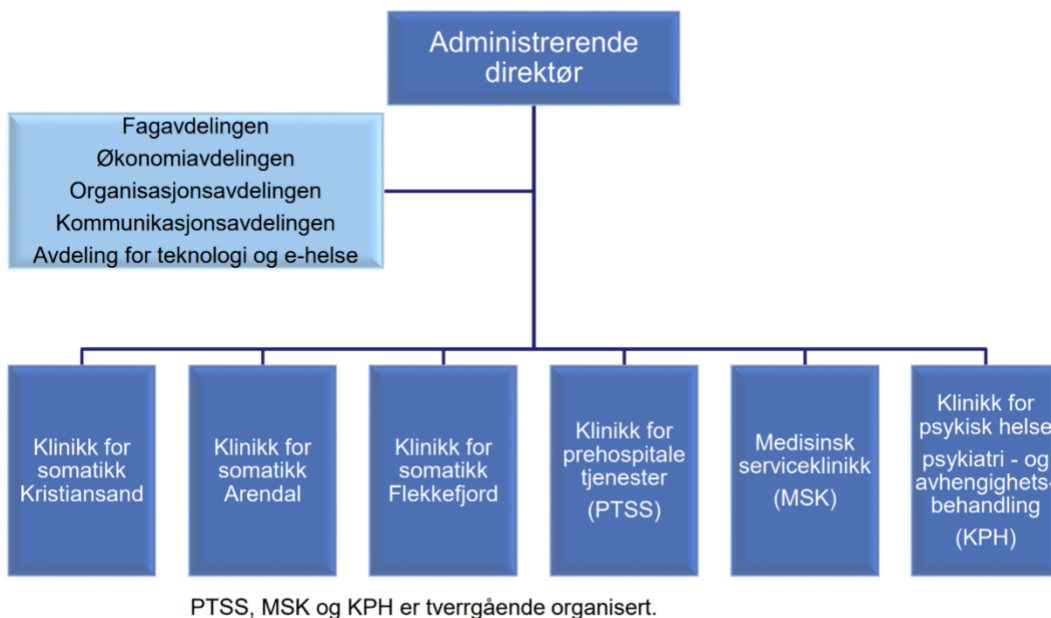 Administrerende
direktør
Fagavdelingen
Økonomiavdelingen
Organisasjonsavdelingen
Kommunikasjonsavdelingen
Avdeling for teknologi og e-helse
Klinikk for
somatikk
Kristiansand
Klinikk for
somatikk
Arendal
Klinikk for
somatikk
Flekkefjord
Klinikk for
prehospitale
tjenester
(PTSS)
Medisinsk
serviceklinikk
(MSK)
Klinikk for
psykisk helse
psykiatri - og
avhengighets-
behandling
(KPH)
PTSS, MSK og KPH er tverrgående organisert.